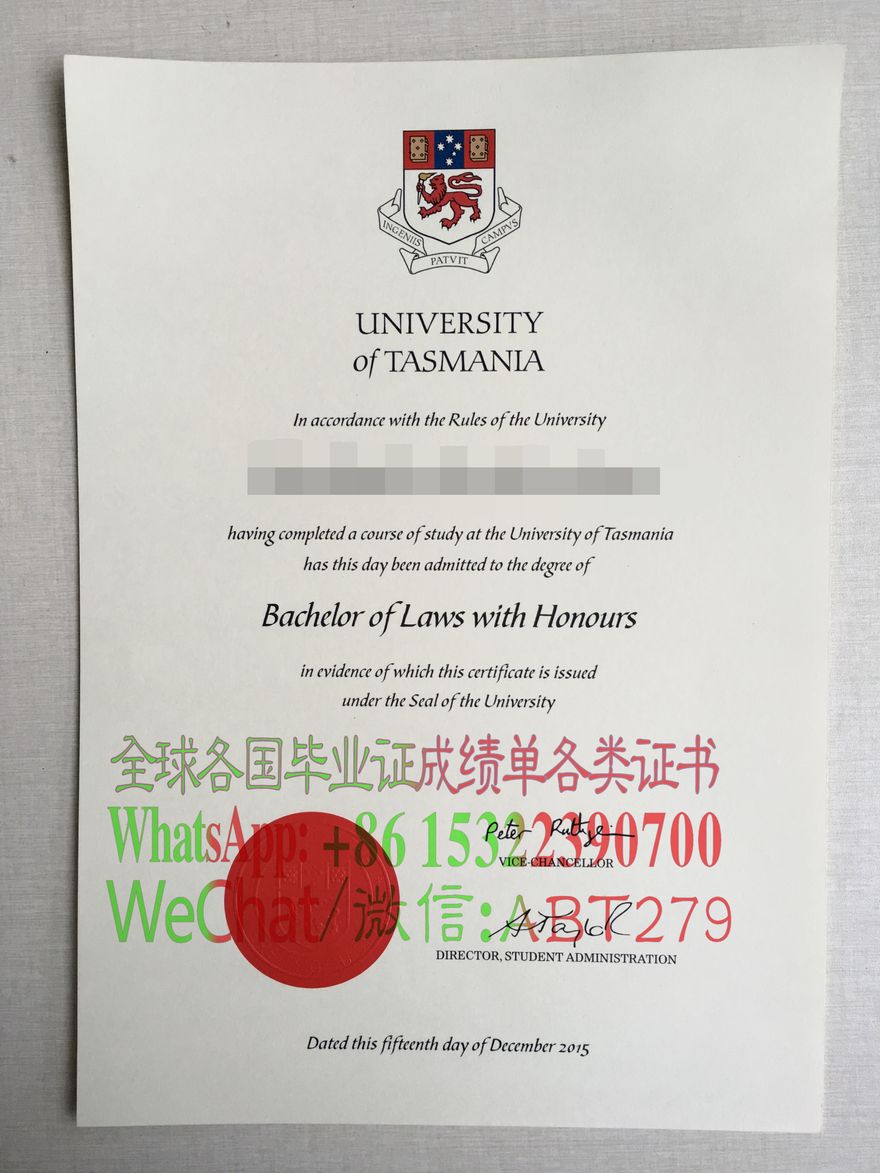 INGENIIS PATVIT CAMPVS
UNIVERSITY
of TASMANIA
In accordance with the Rules of the University
having completed a course of study at the University of Tasmania
has this day been admitted to the degree of
Bachelor of Laws with Honours
in evidence of which this certificate is issued
under the Seal of the University
全球各国毕业证成绩单各类证书
WhatsApp: +86 15322390700
VICE-CHANCELLOR
WeChat/微信:ABT279
DIRECTOR, STUDENT ADMINISTRATION
Dated this fifteenth day of December 2015